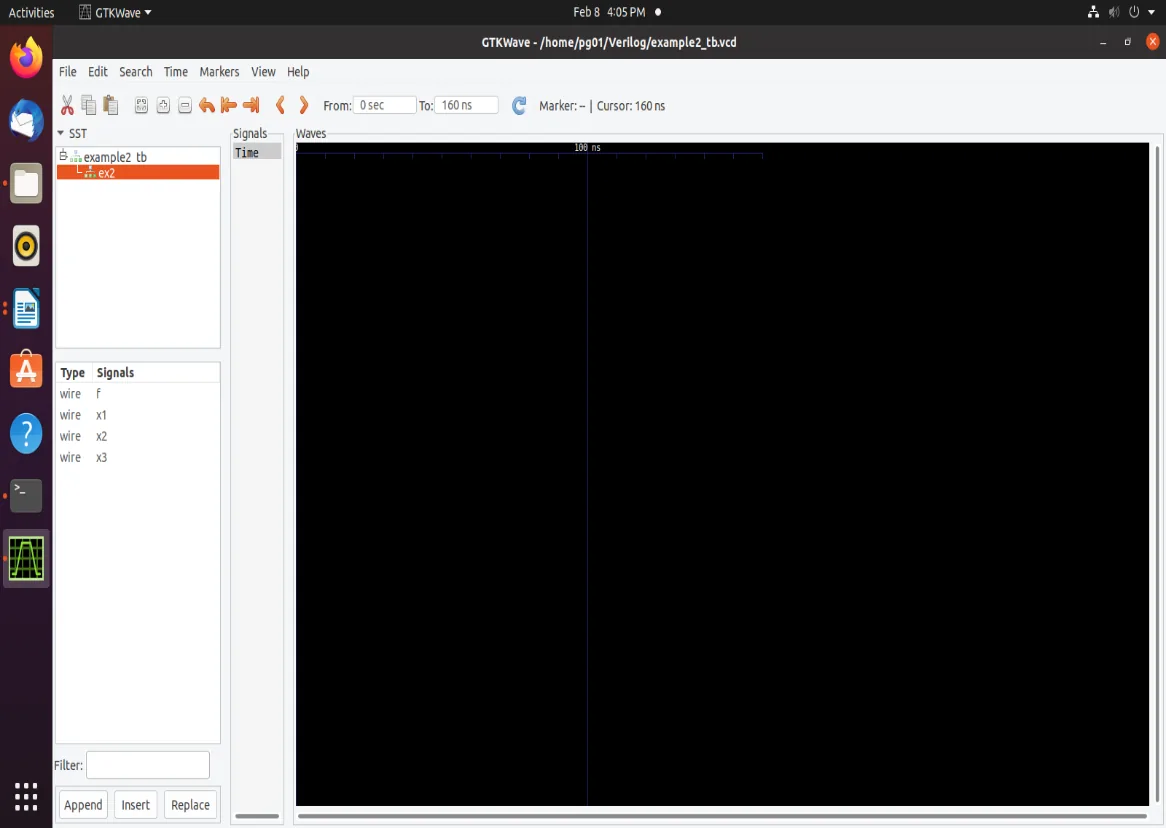 Activities GTKWave Feb 8 4:05 PM
GTKWave - /home/pg01/Verilog/example2_tb.vcd
File Edit Search Time Markers View Help
From: 0 sec To: 160 ns Marker: -- | Cursor: 160 ns
SST
Signals
Waves
example2_tb
ex2
Time
0
100 ns
Type Signals
wire f
wire x1
wire x2
wire x3
Filter:
Append Insert Replace